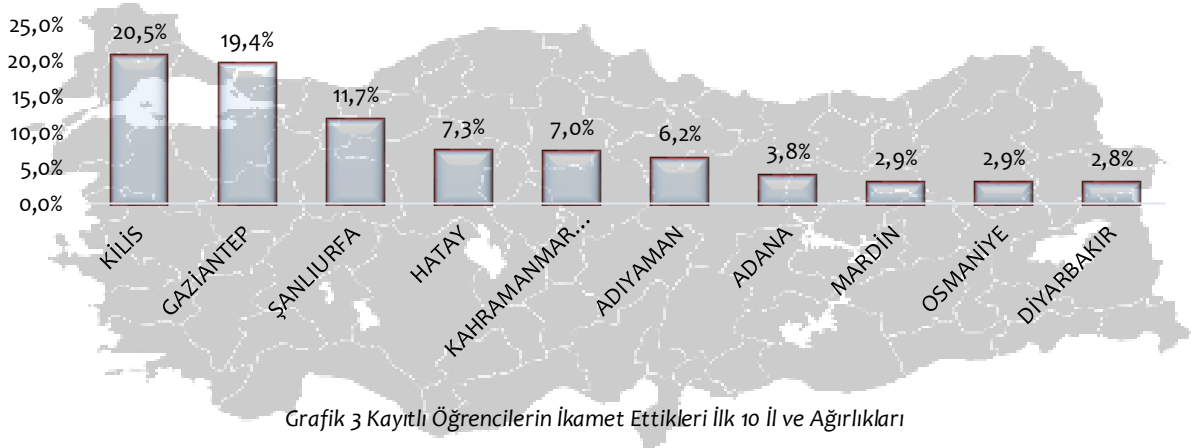 25,0%
20,0%
15,0%
10,0%
5,0%
0,0%
20,5%
19,4%
11,7%
7,3%
7,0%
6,2%
3,8%
2,9%
2,9%
2,8%
KİLİS
GAZİANTEP
ŞANLIURFA
HATAY
KAHRAMANMAR...
ADIYAMAN
ADANA
MARDİN
OSMANİYE
DİYARBAKIR
Grafik 3 Kayıtlı Öğrencilerin İkamet Ettikleri İlk 10 İl ve Ağırlıkları